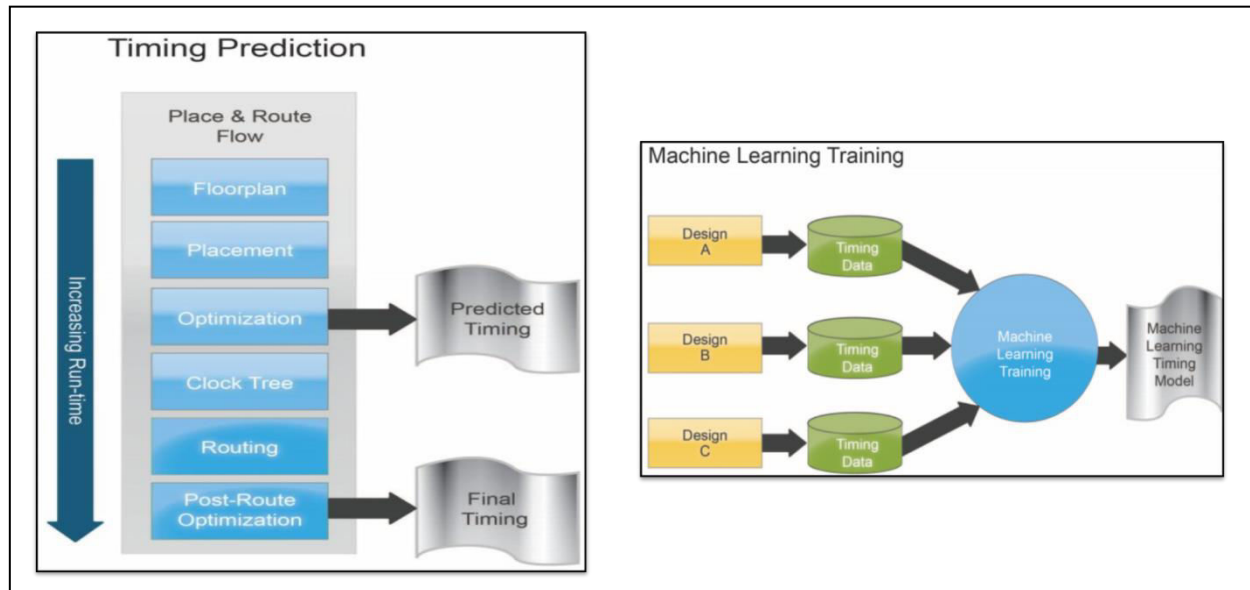 Timing Prediction
Place & Route
Flow
Increasing Run-time
Floorplan
Placement
Optimization
Predicted
Timing
Clock Tree
Routing
Post-Route
Optimization
Final
Timing
Machine Learning Training
Design
A
Timing
Data
Design
B
Timing
Data
Design
C
Timing
Data
Machine
Learning
Training
Machine
Learning
Timing
Model